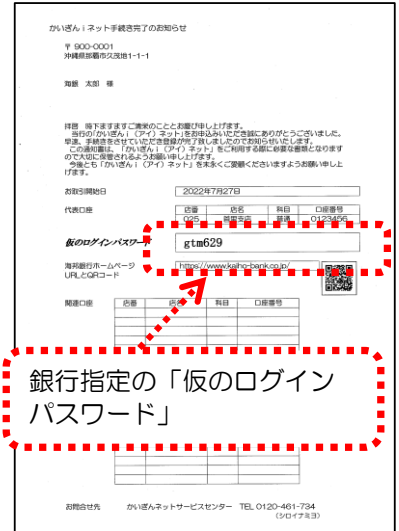 かいぎんｉネット手続き完了のお知らせ
〒 900-0001
沖縄県那覇市久茂地1-1-1
海銀 太郎 様
拝啓 時下ますますご清栄のこととお慶び申し上げます。
当行の「かいぎんｉ（アイ）ネット」をお申込みいただき誠にありがとうございました。
早速、手続きをさせていただき登録が完了致しましたのでお知らせいたします。
この通知書は、「かいぎんｉ（アイ）ネット」をご利用する際に必要な書類となります
ので大切に保管されるようお願い申し上げます。
今後とも「かいぎんｉ（アイ）ネット」を末永くご愛顧くださいますようお願い申し上
げます。
お取引開始日 2022年7月27日
代表口座 店番 店名 科目 口座番号
025 首里支店 普通 0123456
仮のログインパスワード gtm629
海邦銀行ホームページ https://www.kaiho-bank.co.jp/
URLとQRコード
関連口座 店番 店名 科目 口座番号
銀行指定の「仮のログイン
パスワード」
お問合せ先 かいぎんネットサービスセンター TEL 0120-461-734
（シロイナミヨ）